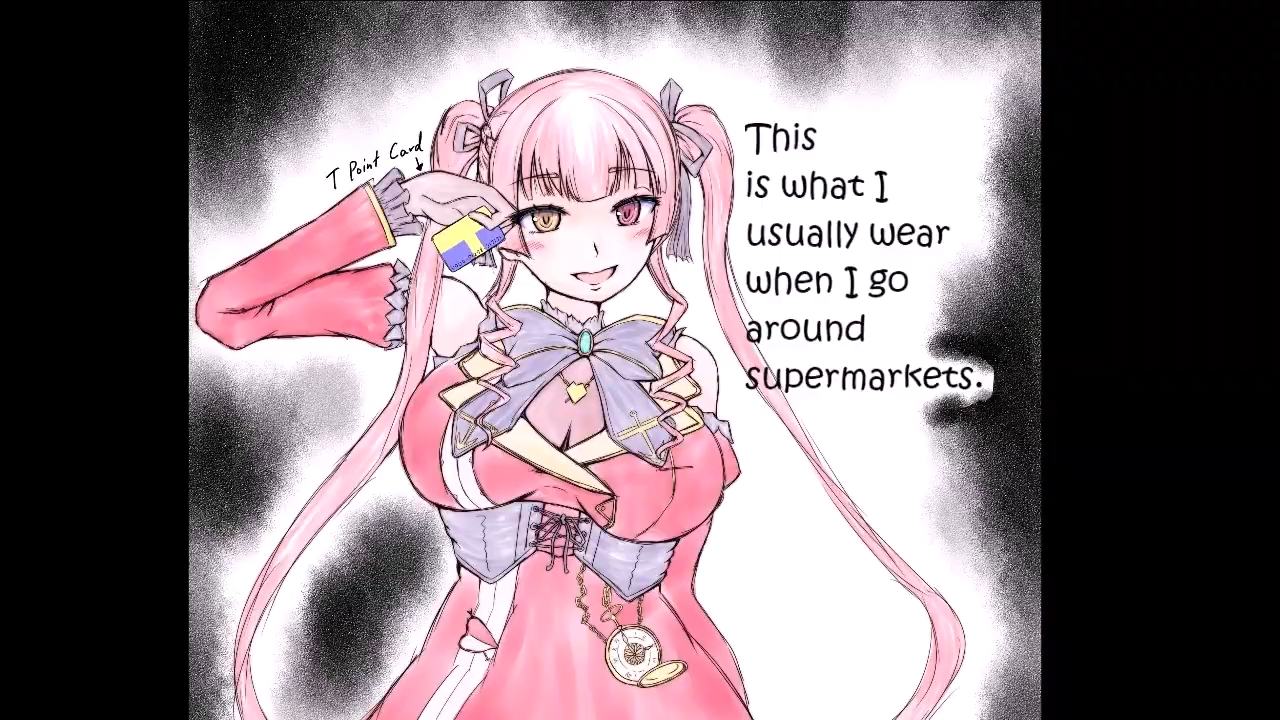 T Point Card
This
is what I
usually wear
when I go
around
supermarkets.